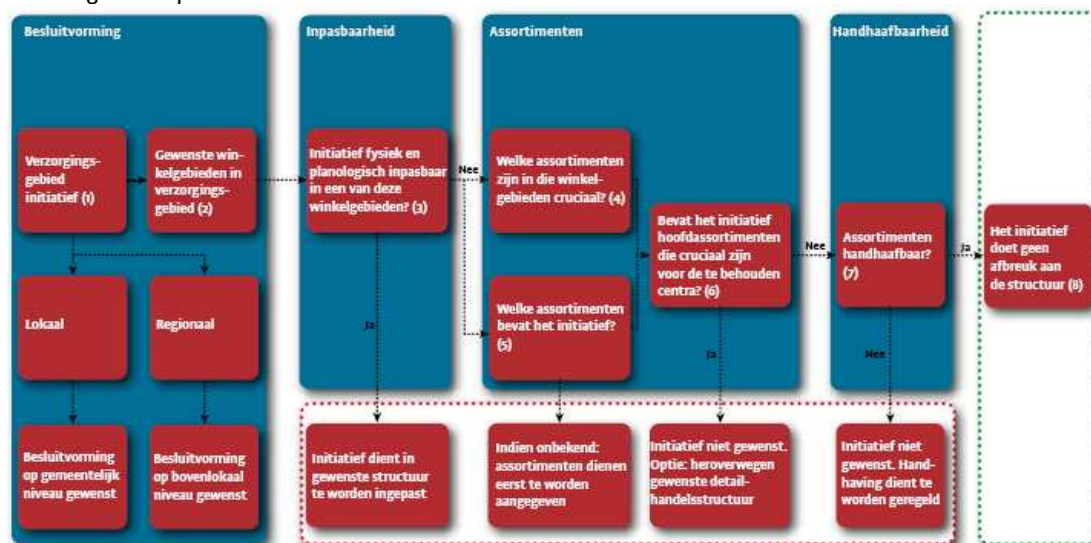 Besluitvorming
Inpasbaarheid
Assortimenten
Handhaafbaarheid
Verzorgings-
gebied
initiatief (1)
Gewenste win-
kelgebieden in
verzorgings-
gebied (2)
Initiatief fysiek en
planologisch inpasbaar
in een van deze
winkelgebieden? (3)
Nee
Welke assortimenten
zijn in die winkel-
gebieden cruciaal? (4)
Bevat het initiatief
hoofdassortimenten
die cruciaal zijn
voor de te behouden
centra? (6)
Nee
Assortimenten
handhaafbaar?
(7)
Ja
Het initiatief
doet geen
afbreuk aan
de structuur (8)
Lokaal
Regionaal
Ja
Welke assortimenten
bevat het initiatief?
(5)
Ja
Nee
Besluitvorming
op gemeentelijk
niveau gewenst
Besluitvorming
op bovenlokaal
niveau gewenst
Initiatief dient in
gewenste structuur
te worden ingepast
Indien onbekend:
assortimenten dienen
eerst te worden
aangegeven
Initiatief niet gewenst.
Optie: heroverwegen
gewenste detail-
handelsstructuur
Initiatief niet
gewenst. Hand-
having dient te
worden geregeld